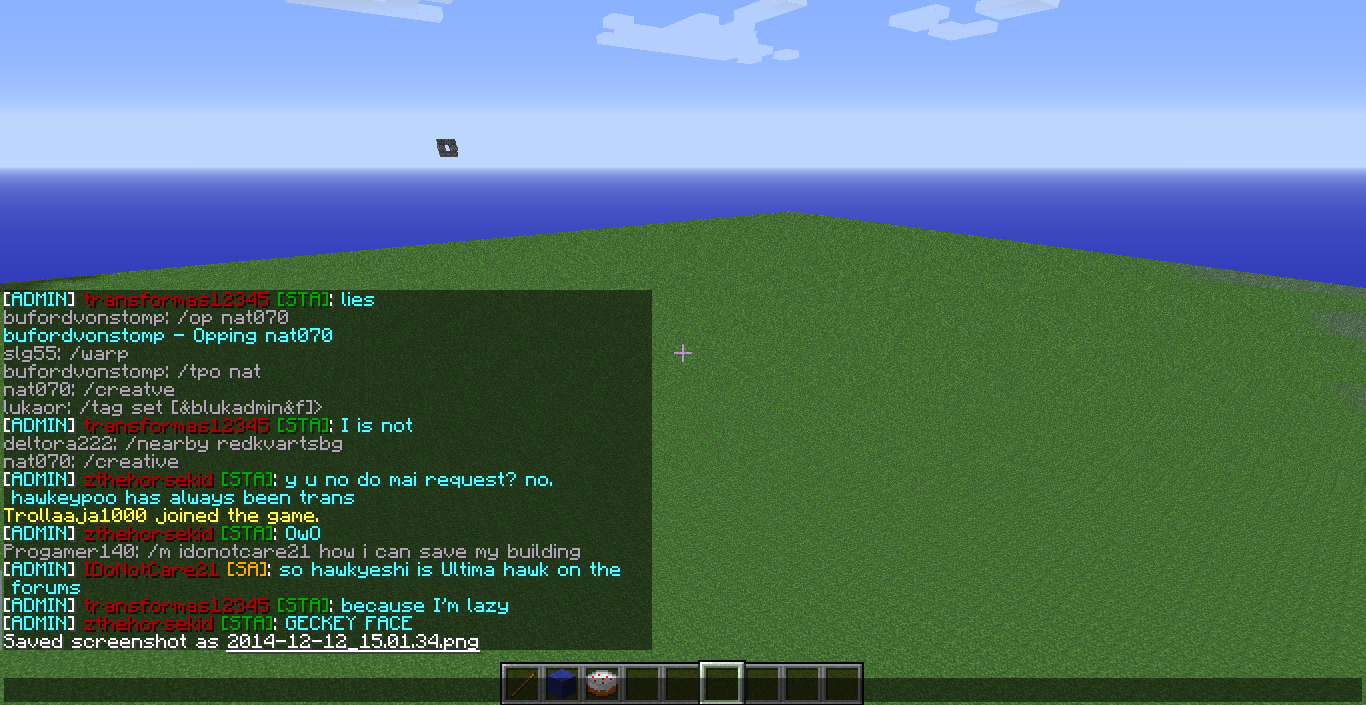 [ADMIN] transformas12345 [STA]: lies
bufordvonstomp: /op nat070
bufordvonstomp - Opping nat070
slg55: /warp
bufordvonstomp: /tpo nat
nat070: /creatve
lukaor: /tag set [&blukadmin&f]>
[ADMIN] transformas12345 [STA]: I is not
deltora222: /nearby redkvartsbg
nat070: /creative
[ADMIN] zthehorsekid [STA]: y u no do mai request? no.
hawkeypoo has always been trans
Trollaaja1000 joined the game.
[ADMIN] zthehorsekid [STA]: OwO
Progamer140: /m idonotcare21 how i can save my building
[ADMIN] IDoNotCare21 [SA]: so hawkyeshi is Ultima hawk on the
forums
[ADMIN] transformas12345 [STA]: because I'm lazy
[ADMIN] zthehorsekid [STA]: GECKEY FACE
Saved screenshot as 2014-12-12_15.01.34.png